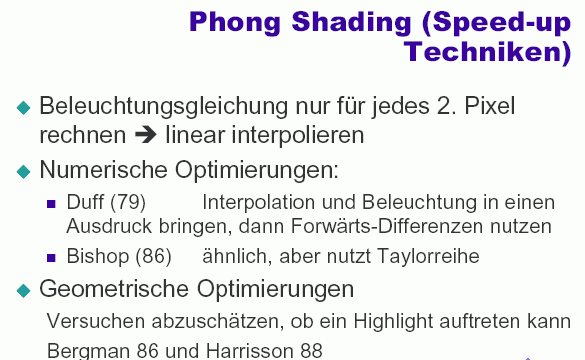 Phong Shading (Speed-up
Techniken)
Beleuchtungsgleichung nur für jedes 2. Pixel
rechnen ➔ linear interpolieren
Numerische Optimierungen:
Duff (79) Interpolation und Beleuchtung in einen
Ausdruck bringen, dann Forwärts-Differenzen nutzen
Bishop (86) ähnlich, aber nutzt Taylorreihe
Geometrische Optimierungen
Versuchen abzuschätzen, ob ein Highlight auftreten kann
Bergman 86 und Harrisson 88